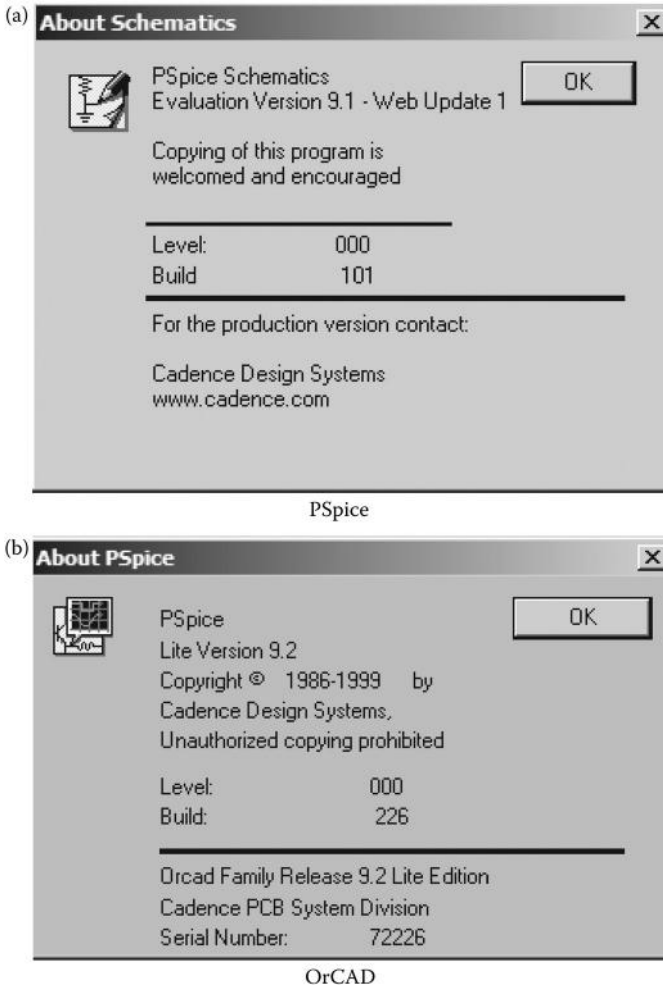 (a)
About Schematics
PSpice Schematics
Evaluation Version 9.1 - Web Update 1
OK
Copying of this program is
welcomed and encouraged
Level: 000
Build 101
For the production version contact:
Cadence Design Systems
www.cadence.com
PSpice
(b)
About PSpice
PSpice
OK
Lite Version 9.2
Copyright © 1986-1999 by
Cadence Design Systems,
Unauthorized copying prohibited
Level: 000
Build: 226
Orcad Family Release 9.2 Lite Edition
Cadence PCB System Division
Serial Number: 72226
OrCAD